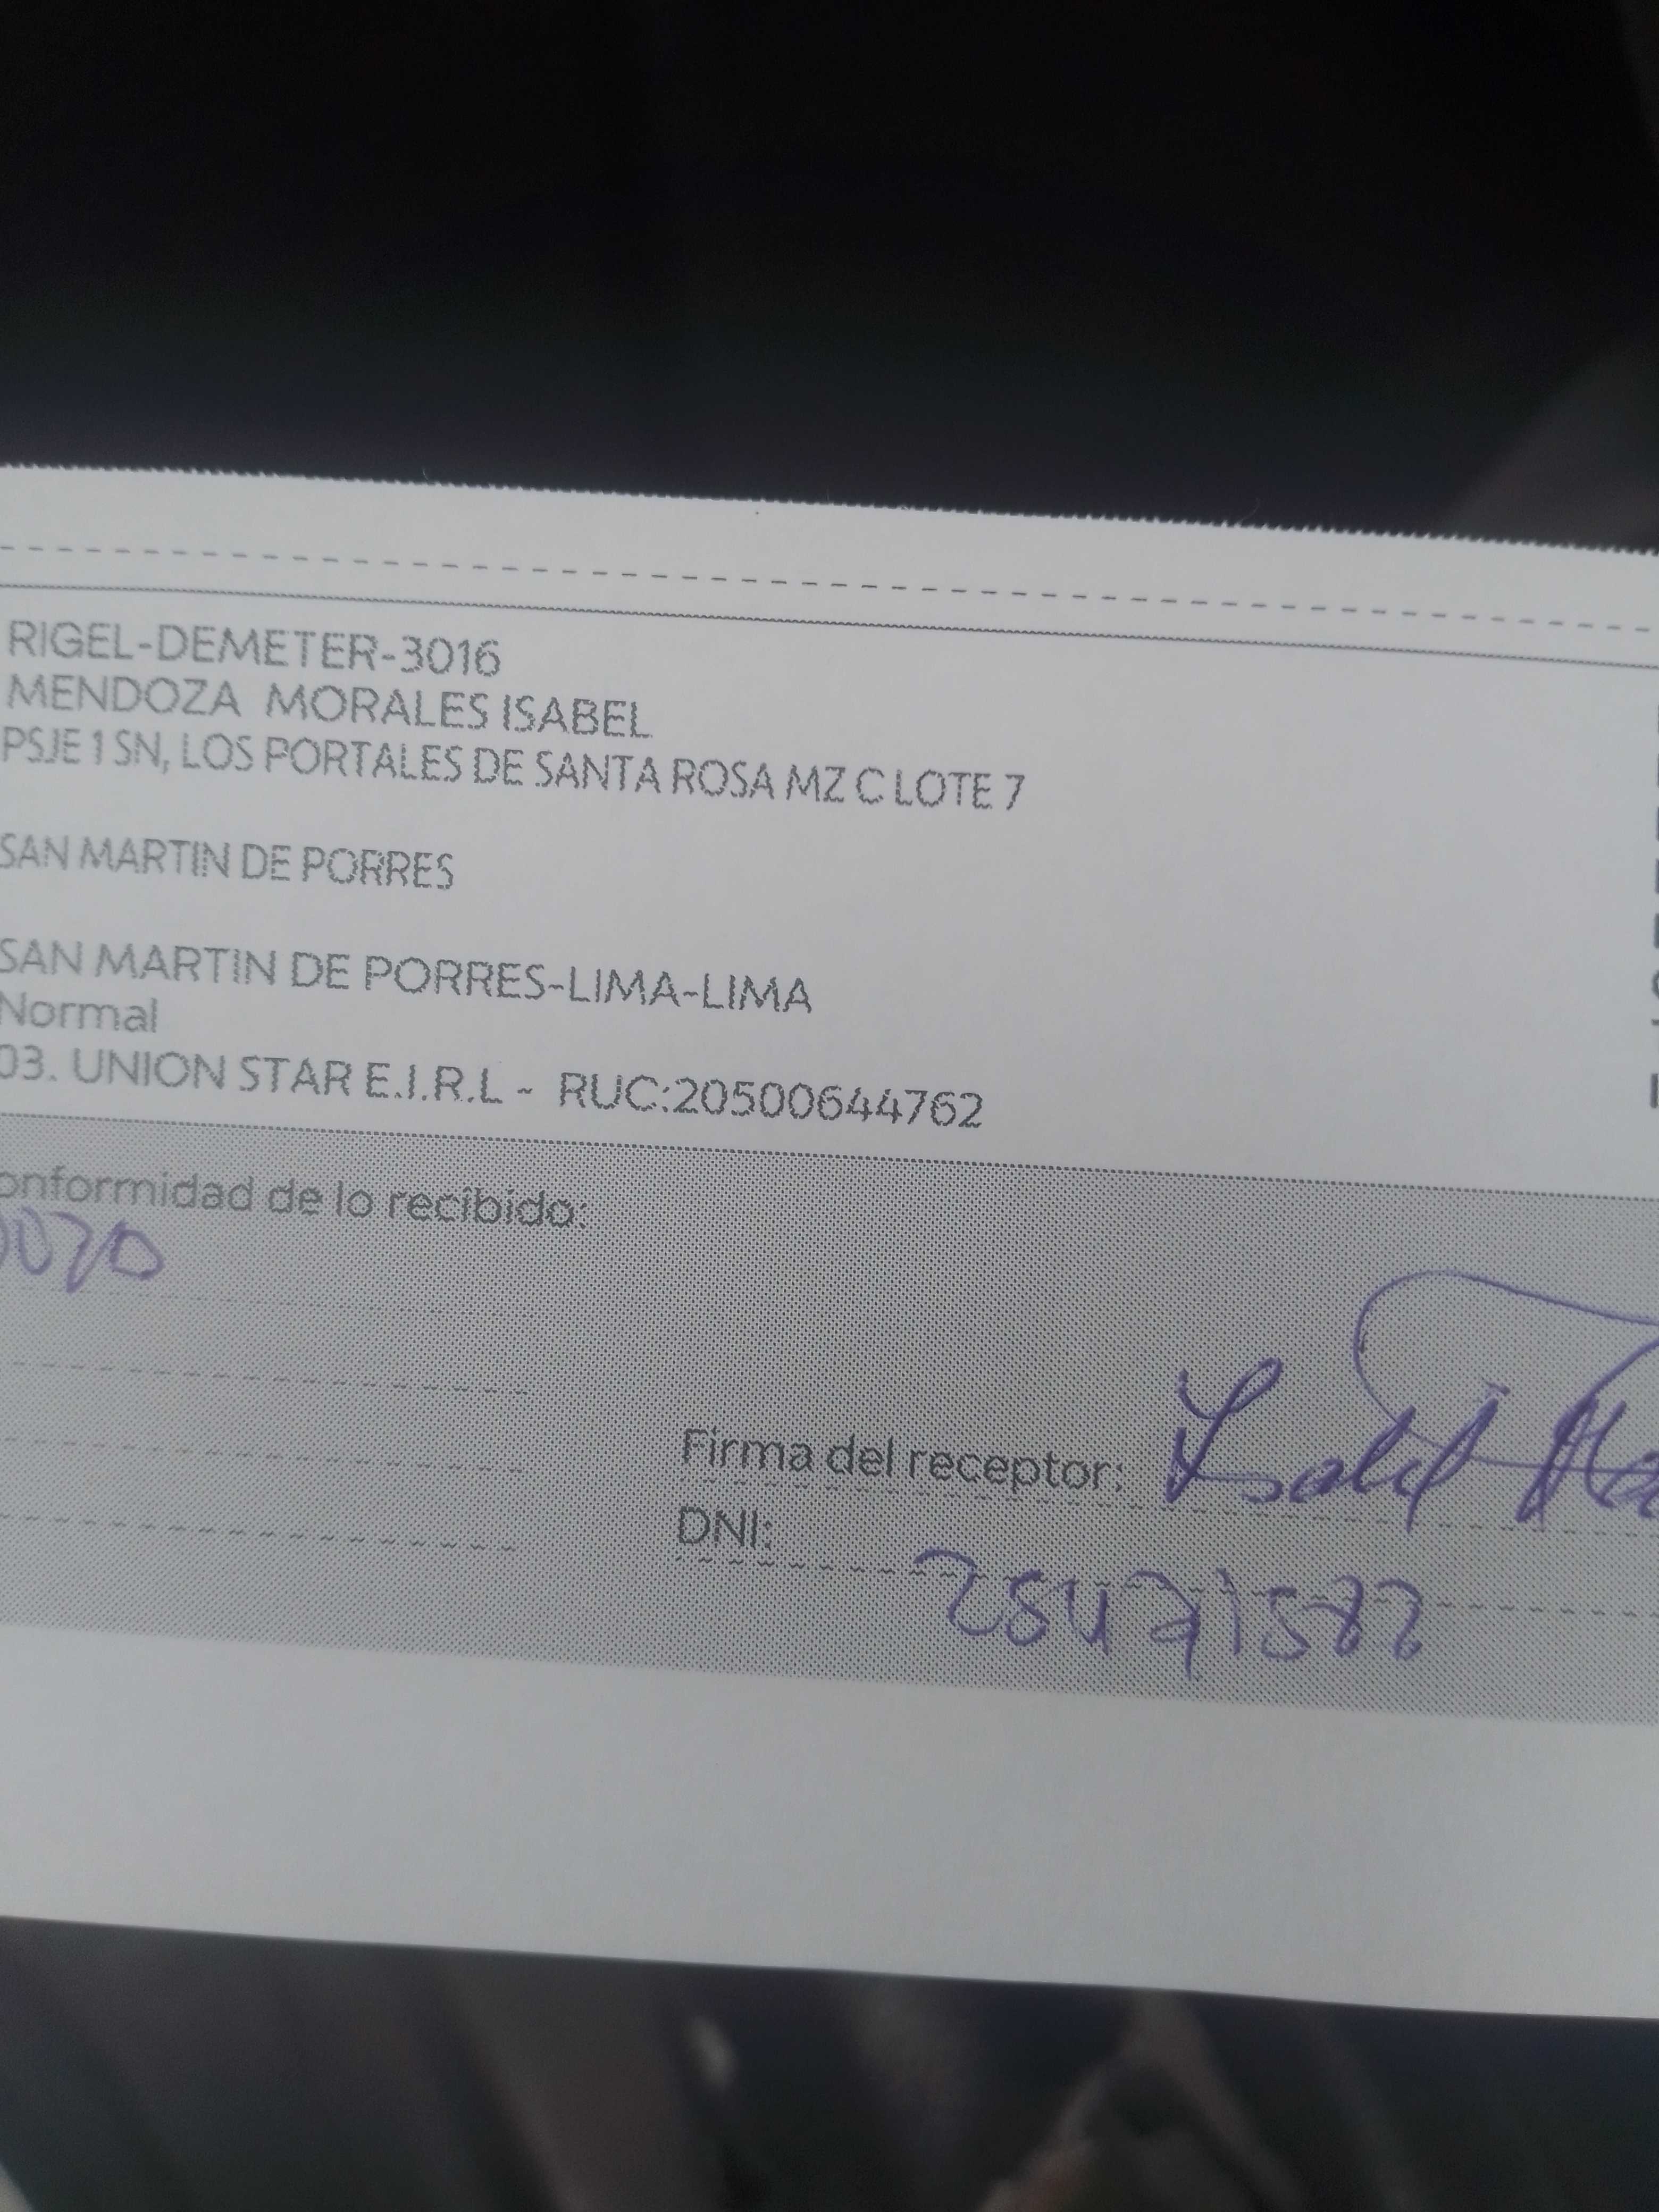 RIGEL-DEMETER-3016
MENDOZA MORALES ISABEL
PSJE 1 SN, LOS PORTALES DE SANTA ROSA MZ C LOTE 7
SAN MARTIN DE PORRES
SAN MARTIN DE PORRES-LIMA-LIMA
Normal
03. UNION STAR E.I.R.L - RUC:20500644762
onformidad de lo recibido:
Firma del receptor:
DNI: